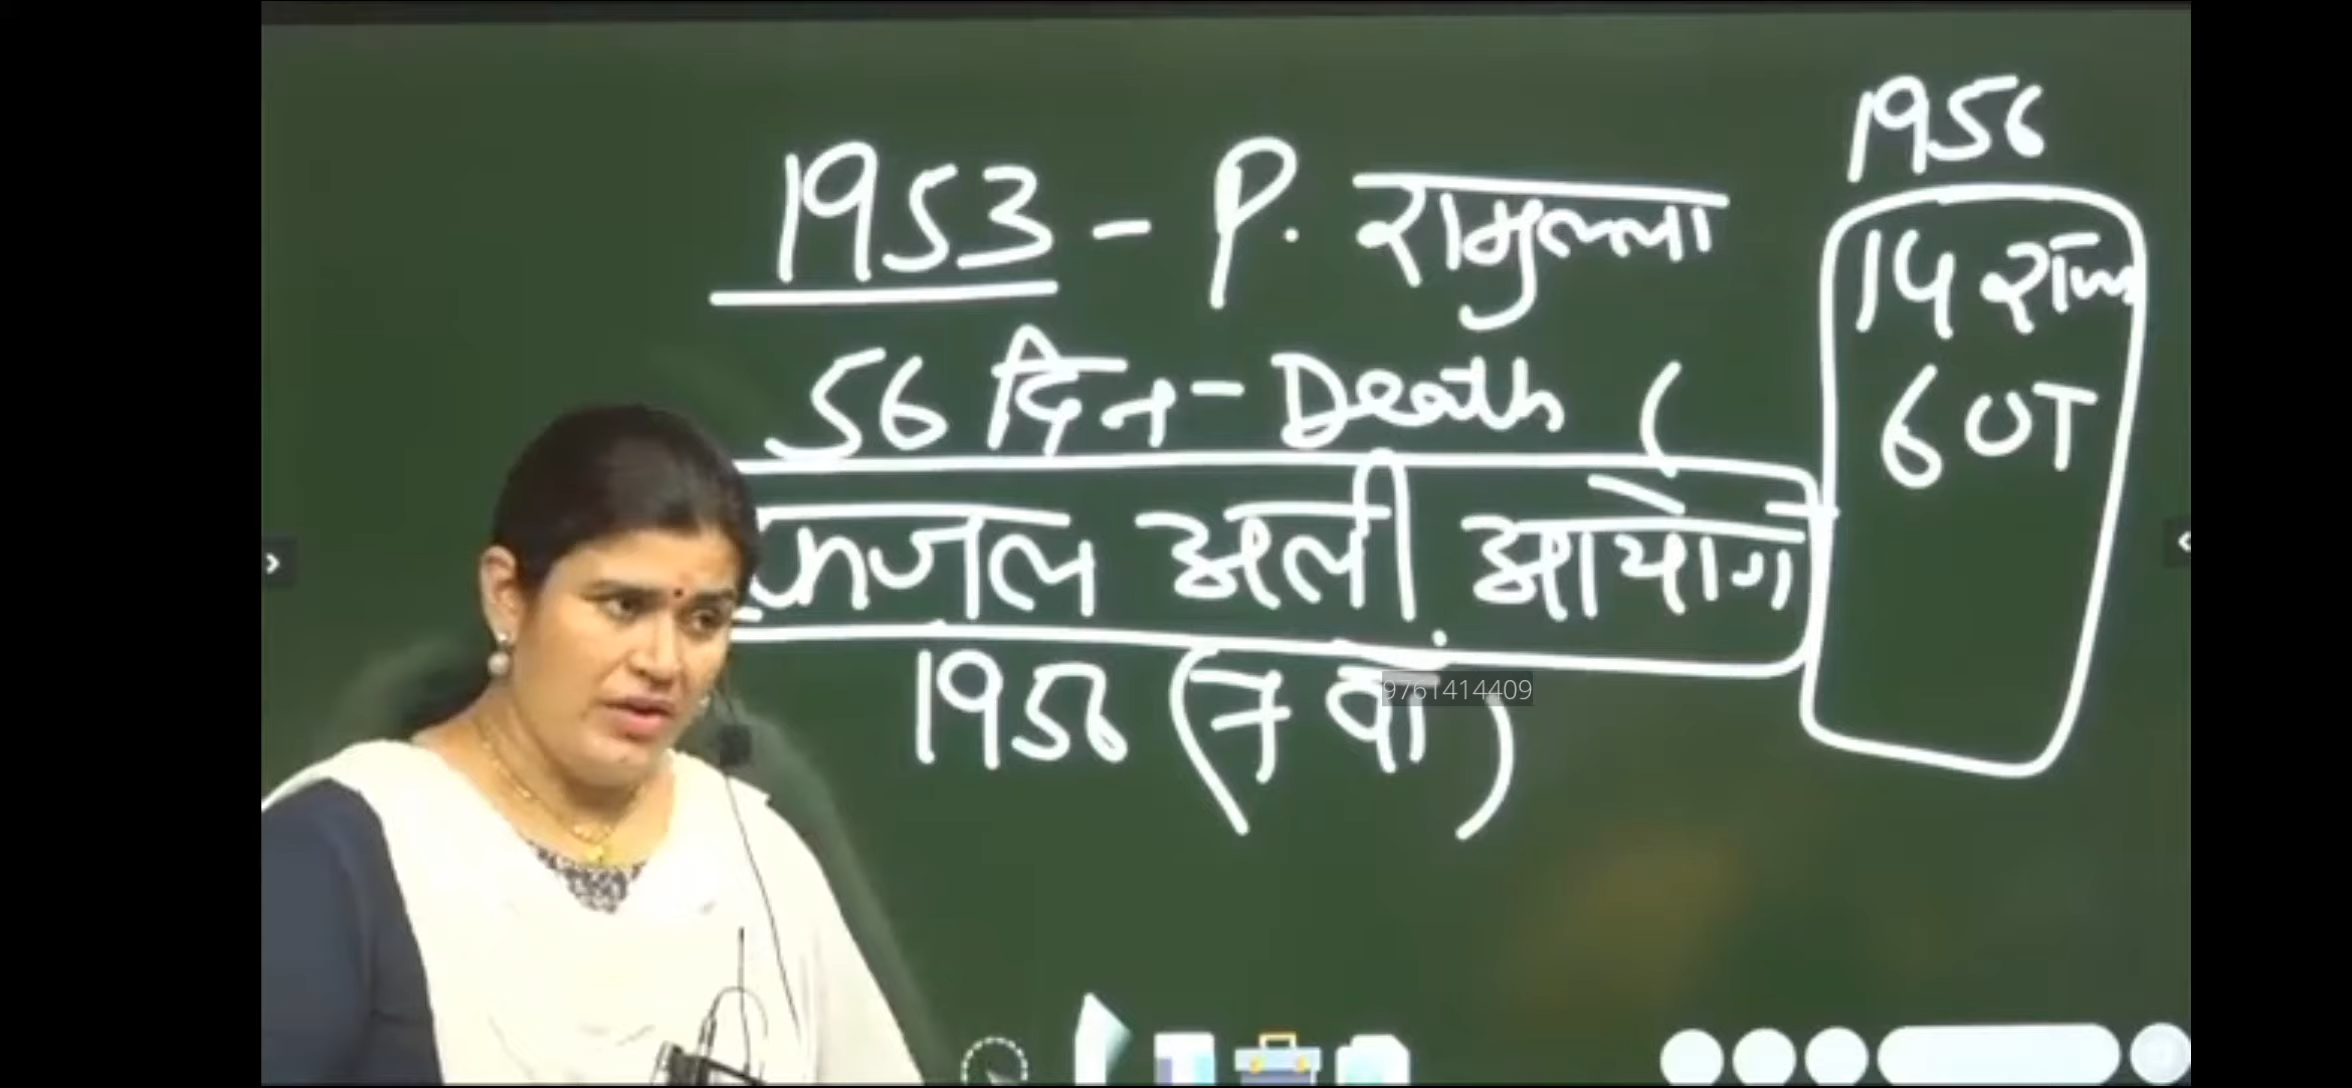 1953 - P. रामुल्ला
56 दिन - Death (
फजल अली आयोग
1956 (7 वां)
9761414409
1956
14 राज्य
6 UT